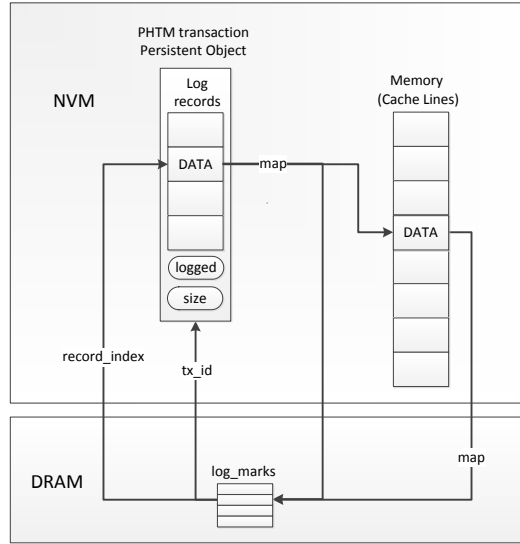 PHTM transaction
Persistent Object
NVM
Log
records
Memory
(Cache Lines)
DATA
map
DATA
logged
size
record_index
tx_id
log_marks
map
DRAM